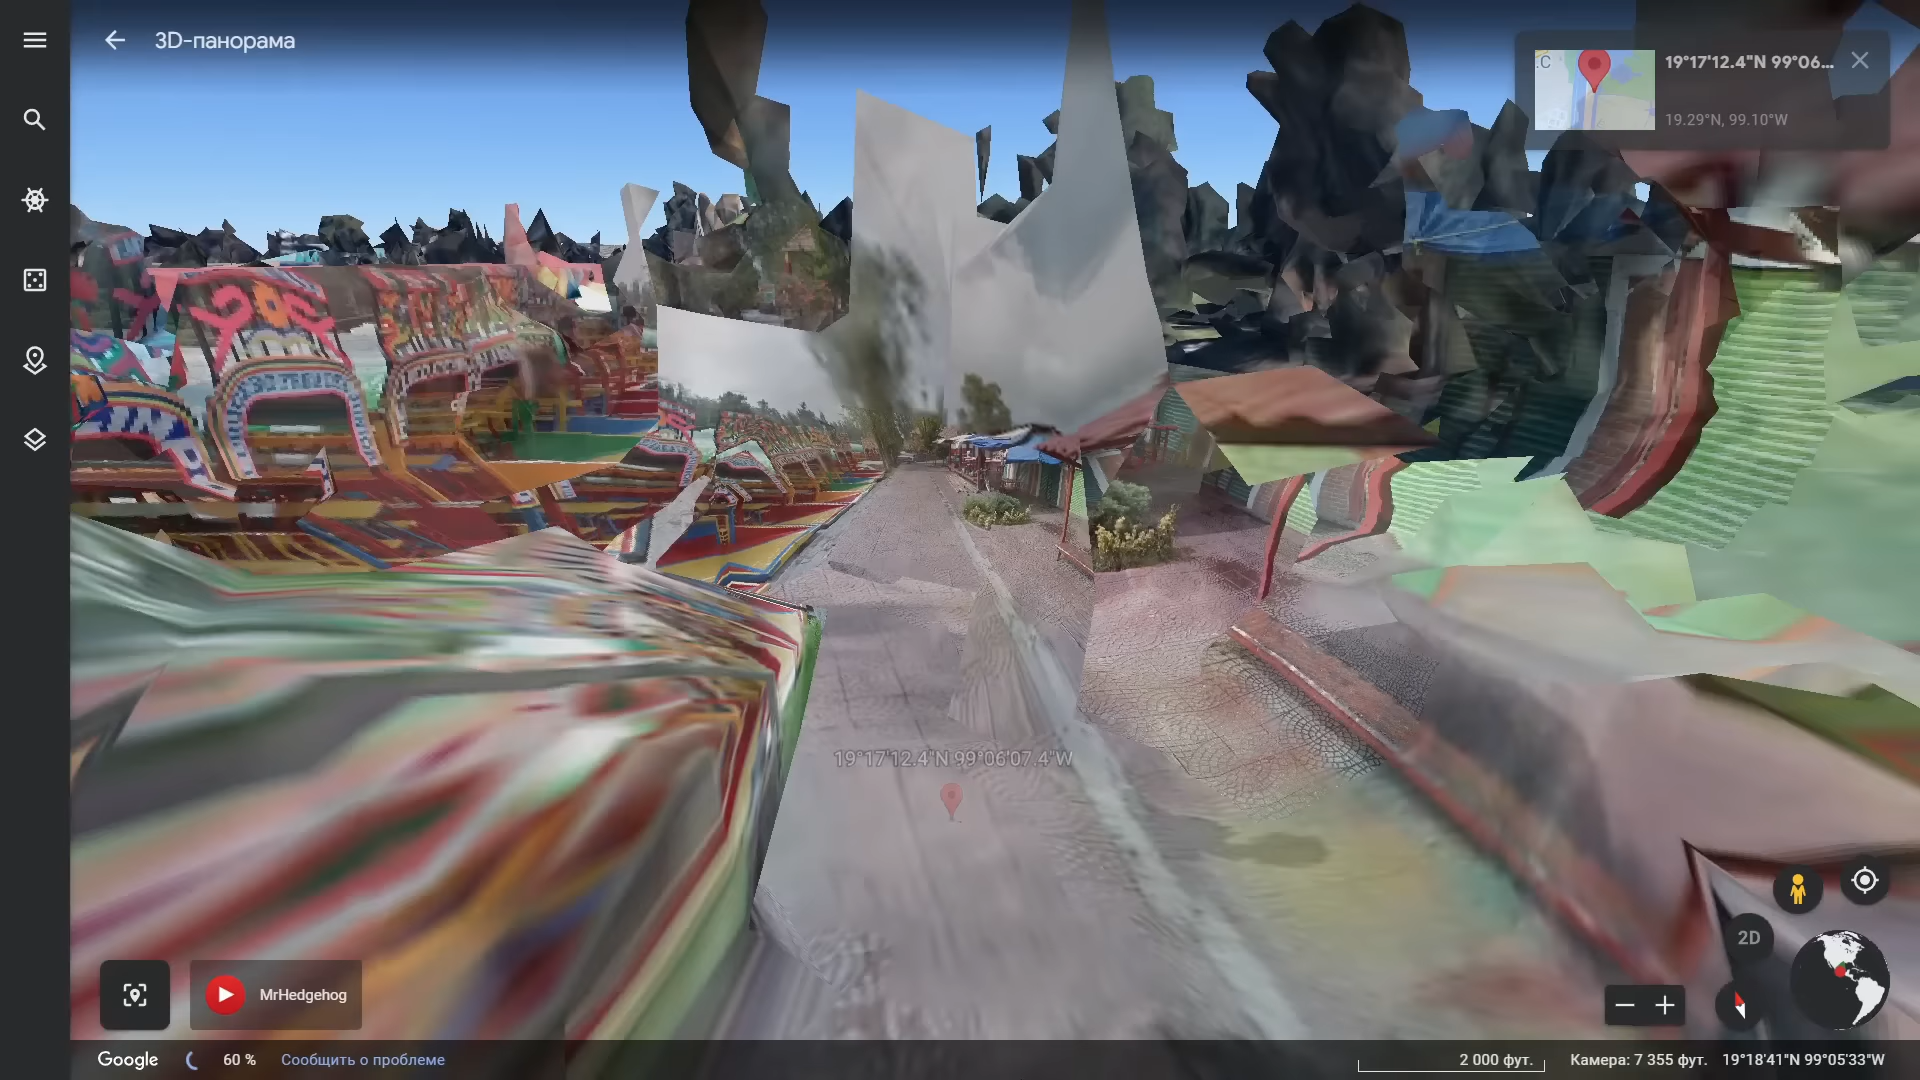 3D-панорама
C
19°17'12.4"N 99°06...
19.29°N, 99.10°W
19°17'12.4"N 99°06'07.4"W
2D
MrHedgehog
Google
60 %
Сообщить о проблеме
2 000 фут.
Камера: 7 355 фут.
19°18'41"N 99°05'33"W